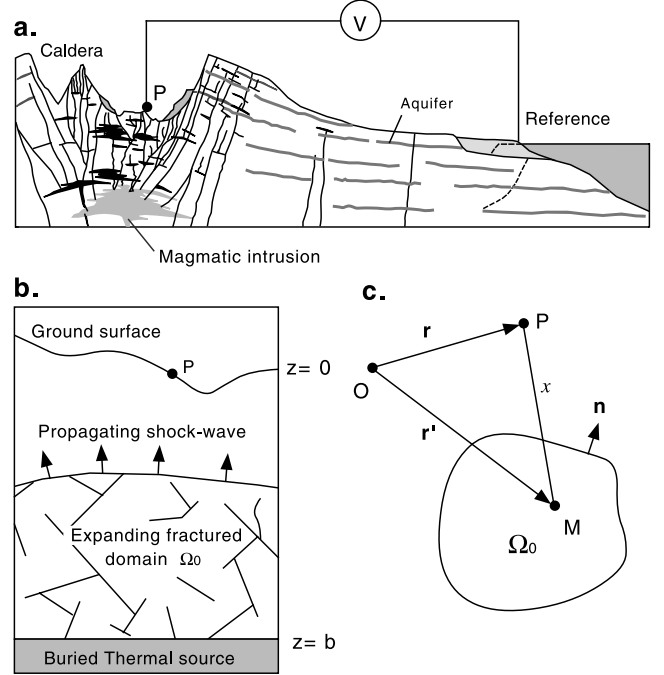 a.
V
Caldera
P
Aquifer
Reference
Magmatic intrusion
b.
Ground surface
P
z= 0
Propagating shock-wave
Expanding fractured
domain Ω0
z= b
Buried Thermal source
c.
r
P
O
x
r'
n
M
Ω0